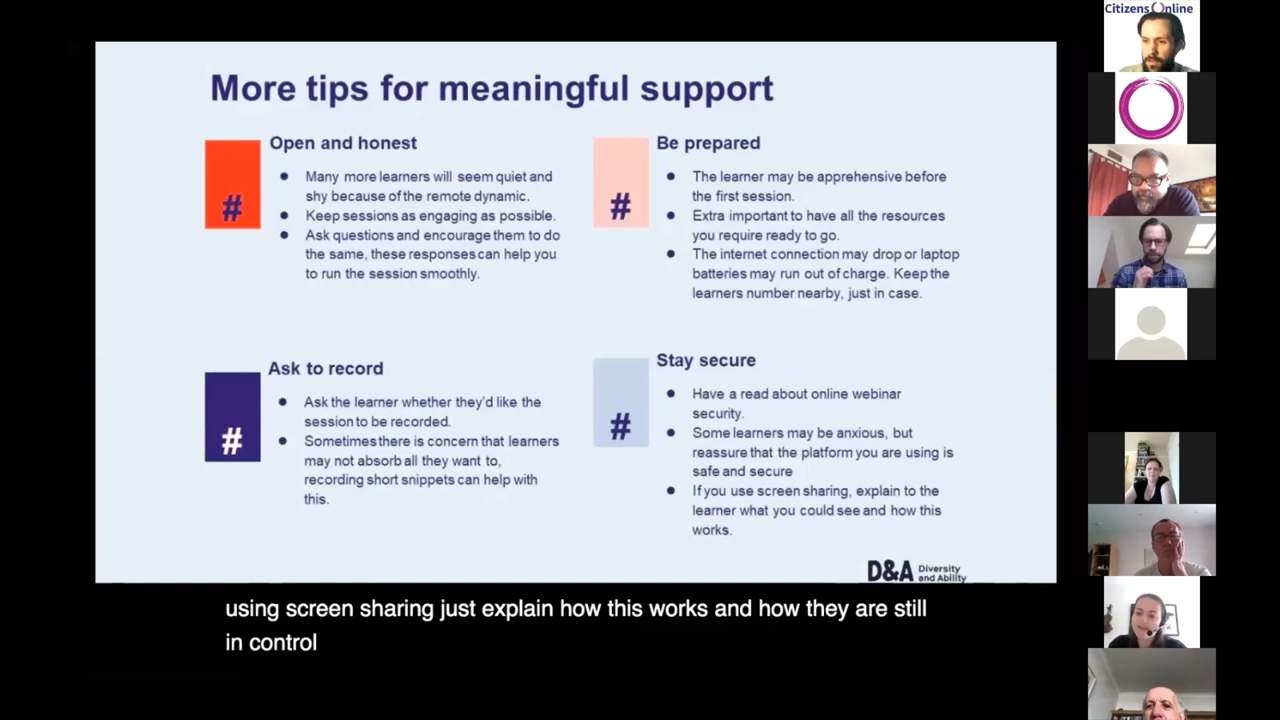 Citizens Online
More tips for meaningful support
#
Open and honest
● Many more learners will seem quiet and
shy because of the remote dynamic.
● Keep sessions as engaging as possible.
● Ask questions and encourage them to do
the same, these responses can help you
to run the session smoothly.
#
Be prepared
● The learner may be apprehensive before
the first session.
● Extra important to have all the resources
you require ready to go.
● The internet connection may drop or laptop
batteries may run out of charge. Keep the
learners number nearby, just in case.
#
Ask to record
● Ask the learner whether they'd like the
session to be recorded.
● Sometimes there is concern that learners
may not absorb all they want to,
recording short snippets can help with
this.
#
Stay secure
● Have a read about online webinar
security.
● Some learners may be anxious, but
reassure that the platform you are using is
safe and secure
● If you use screen sharing, explain to the
learner what you could see and how this
works.
D&A Diversity
and Ability
using screen sharing just explain how this works and how they are still
in control